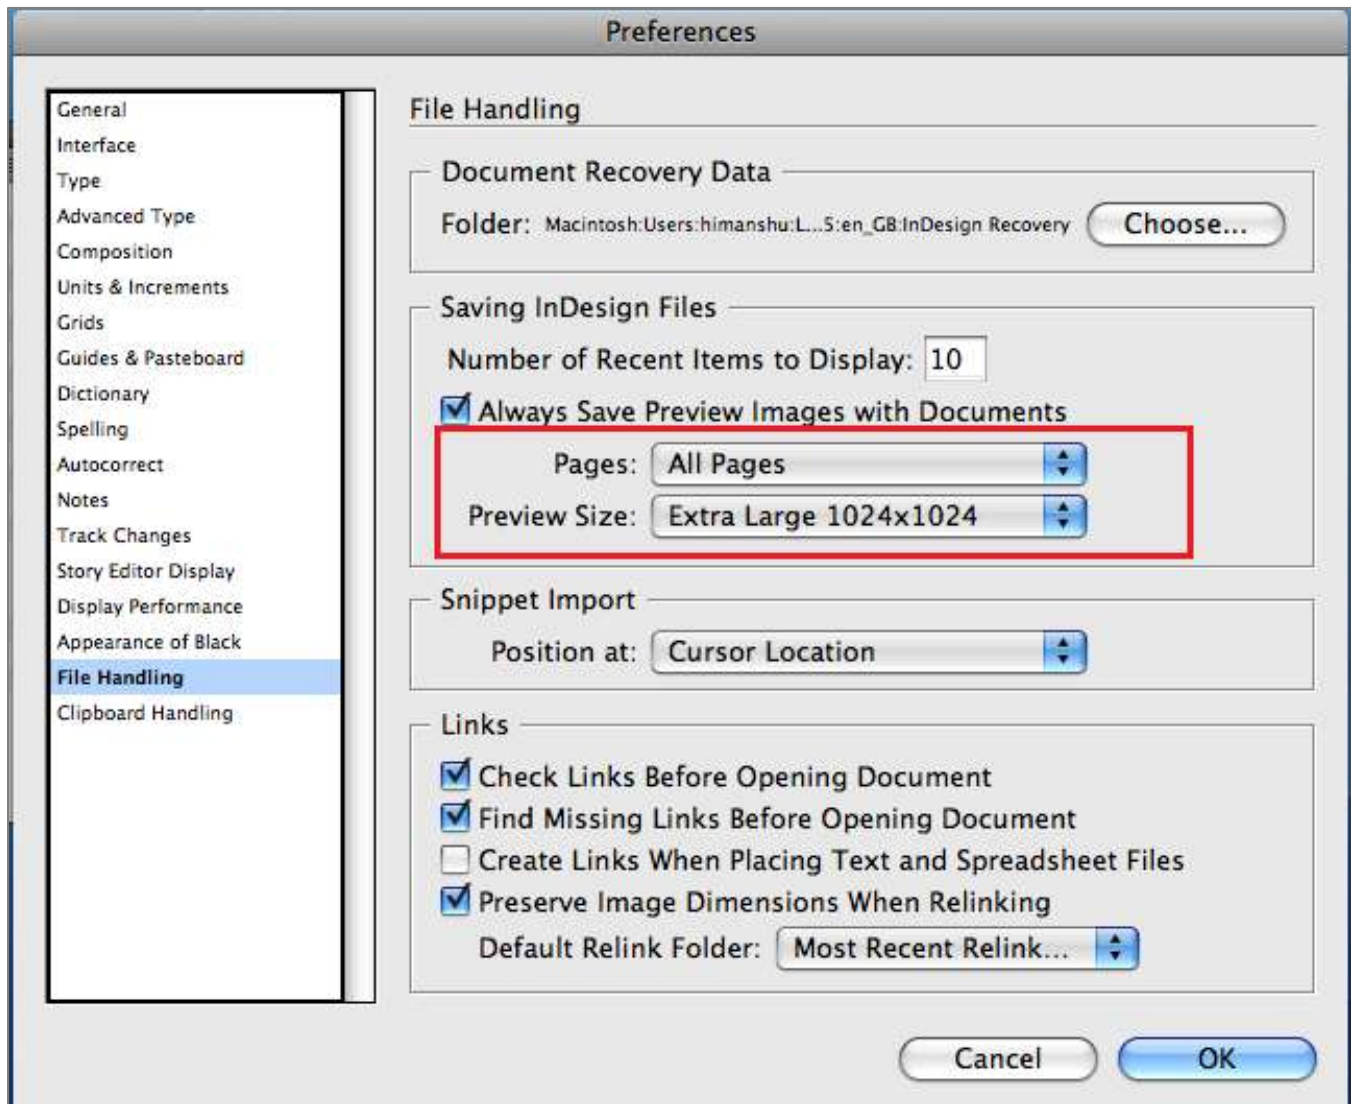 Preferences
General
Interface
Type
Advanced Type
Composition
Units & Increments
Grids
Guides & Pasteboard
Dictionary
Spelling
Autocorrect
Notes
Track Changes
Story Editor Display
Display Performance
Appearance of Black
File Handling
Clipboard Handling
File Handling
Document Recovery Data
Folder: Macintosh:Users:himanshu:L...5:en_GB:InDesign Recovery Choose...
Saving InDesign Files
Number of Recent Items to Display: 10
Always Save Preview Images with Documents
Pages: All Pages
Preview Size: Extra Large 1024x1024
Snippet Import
Position at: Cursor Location
Links
Check Links Before Opening Document
Find Missing Links Before Opening Document
Create Links When Placing Text and Spreadsheet Files
Preserve Image Dimensions When Relinking
Default Relink Folder: Most Recent Relink...
Cancel OK